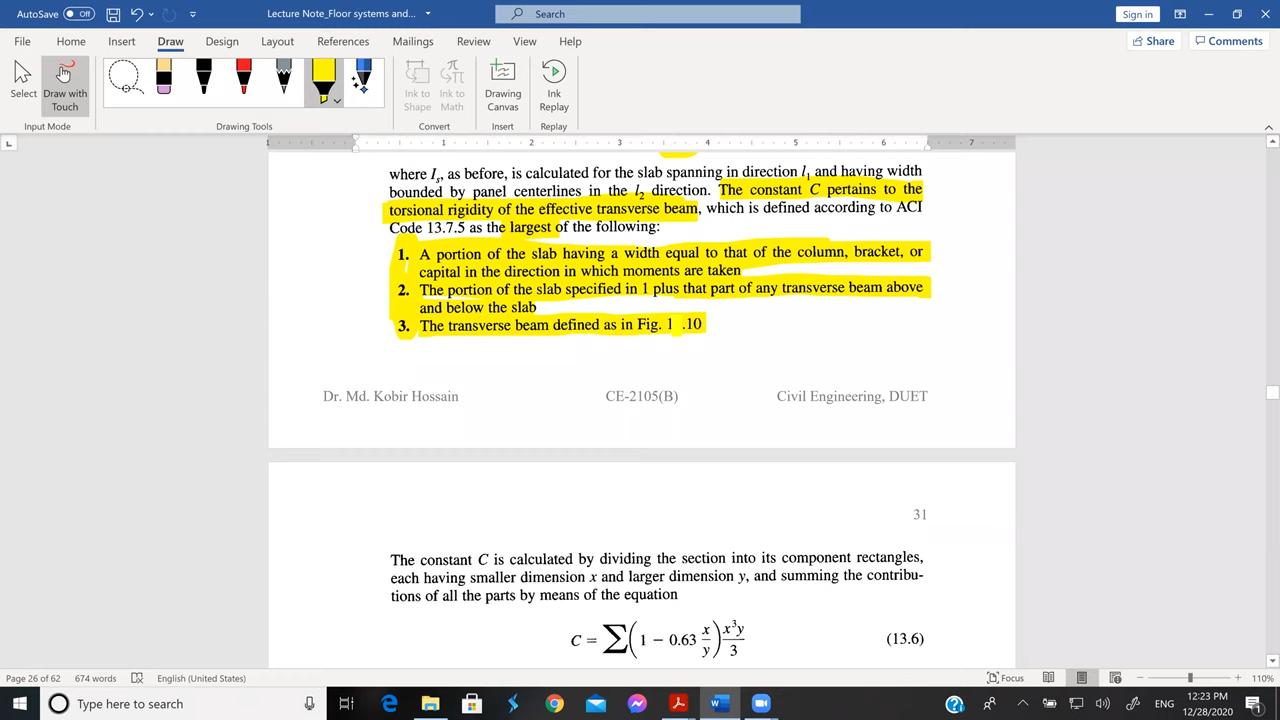 AutoSave Off
Lecture Note_Floor systems and...
Search
Sign in
File Home Insert Draw Design Layout References Mailings Review View Help
Share Comments
Select
Draw with Touch
Ink to Shape
Ink to Math
Drawing Canvas
Ink Replay
Input Mode
Drawing Tools
Convert
Insert
Replay
1 1 2 3 4 5 6 7
where Is, as before, is calculated for the slab spanning in direction l1 and having width
bounded by panel centerlines in the l2 direction. The constant C pertains to the
torsional rigidity of the effective transverse beam, which is defined according to ACI
Code 13.7.5 as the largest of the following:
1. A portion of the slab having a width equal to that of the column, bracket, or
capital in the direction in which moments are taken
2. The portion of the slab specified in 1 plus that part of any transverse beam above
and below the slab
3. The transverse beam defined as in Fig. 1 .10
Dr. Md. Kobir Hossain CE-2105(B) Civil Engineering, DUET
31
The constant C is calculated by dividing the section into its component rectangles,
each having smaller dimension x and larger dimension y, and summing the contribu-
tions of all the parts by means of the equation
C = ∑(1 − 0.63 x/y) x³y/3 (13.6)
Page 26 of 62 674 words English (United States) Focus 110%
Type here to search
ENG
12:23 PM
12/28/2020
1